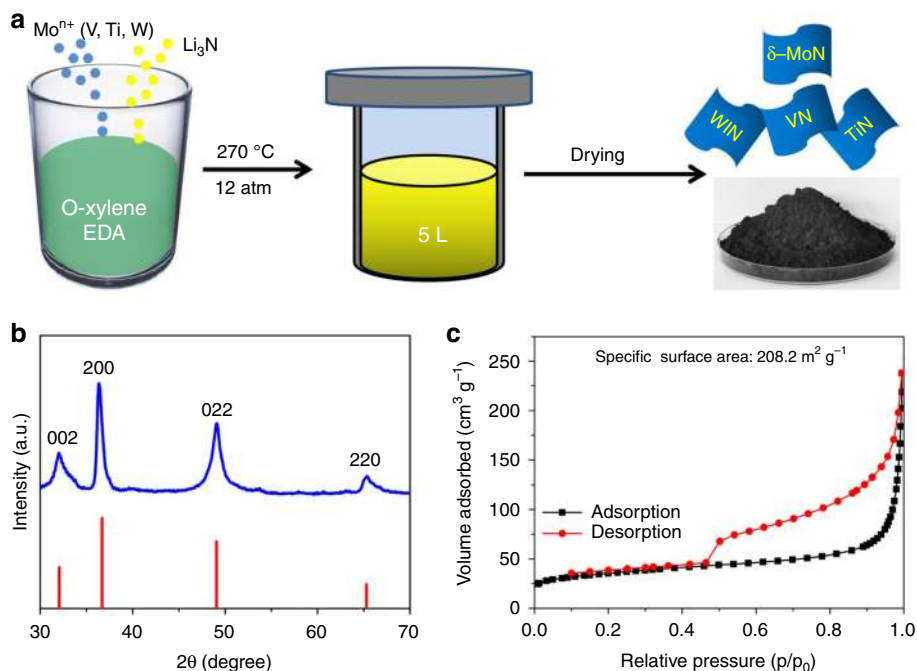 a
Moⁿ⁺ (V, Ti, W)
Li₃N
O-xylene
EDA
270 °C
12 atm
5 L
Drying
δ–MoN
WIN
VN
TiN
b
Intensity (a.u.)
002
200
022
220
30
40
50
60
70
2θ (degree)
c
Volume adsorbed (cm³ g⁻¹)
Specific surface area: 208.2 m² g⁻¹
250
200
150
100
50
0
Adsorption
Desorption
0.0
0.2
0.4
0.6
0.8
1.0
Relative pressure (p/p₀)